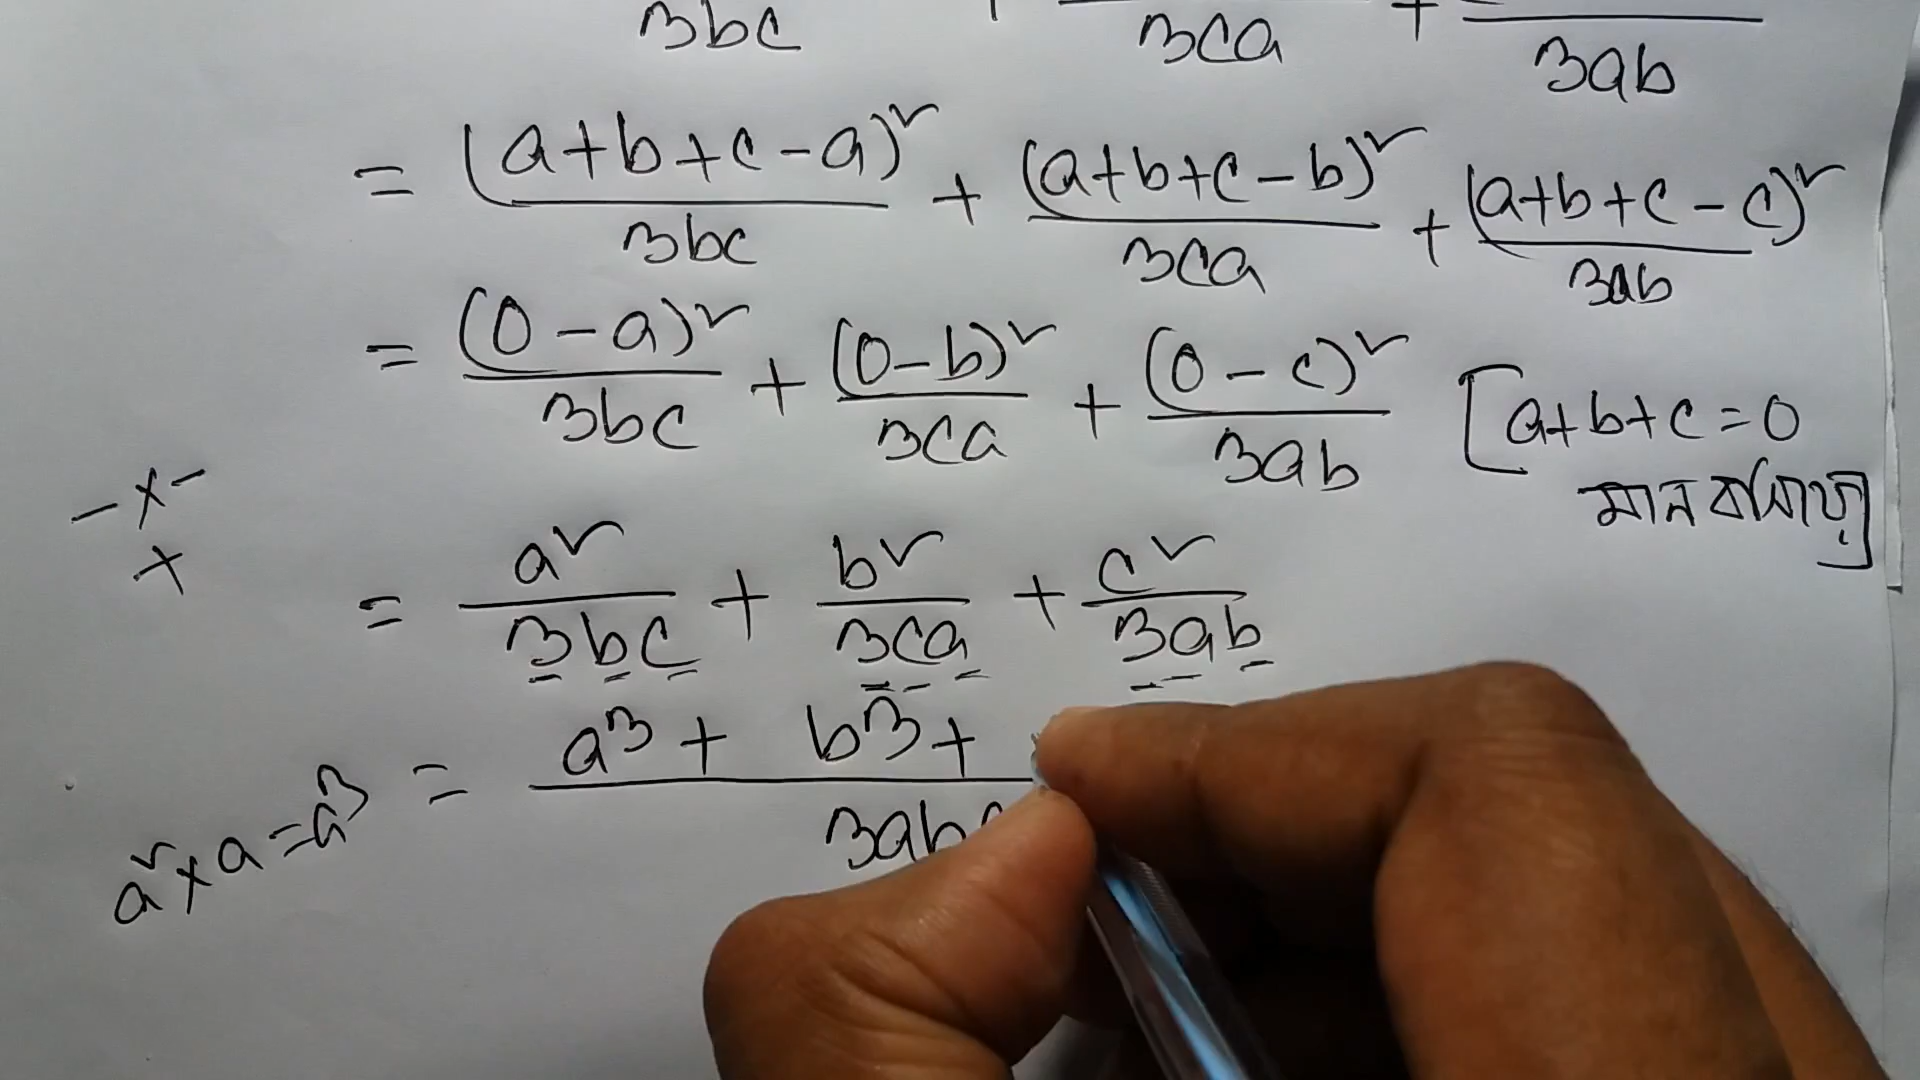 3bc + 3ca + 3ab
= (a+b+c-a)²/3bc + (a+b+c-b)²/3ca + (a+b+c-c)²/3ab
= (0-a)²/3bc + (0-b)²/3ca + (0-c)²/3ab [a+b+c=0
মান বসিয়ে]
-×-
+
= a²/3bc + b²/3ca + c²/3ab
a²×a=a³ = a³+ b³+ / 3abc